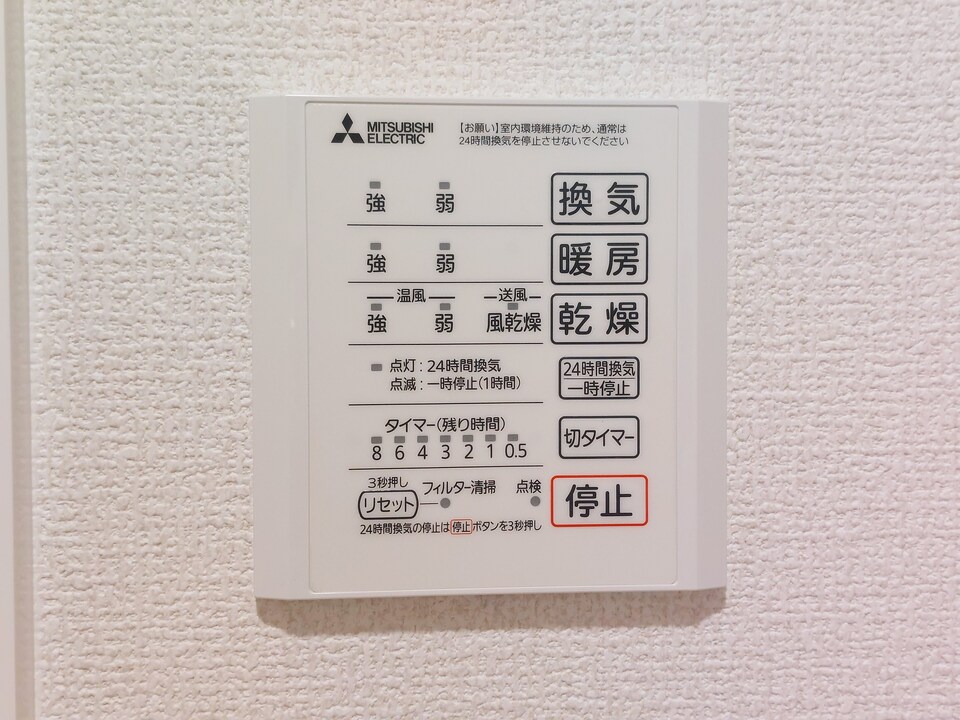 MITSUBISHI
ELECTRIC
【お願い】室内環境維持のため、通常は
24時間換気を停止させないでください
強 弱 換気
強 弱 暖房
温風 送風
強 弱 風乾燥 乾燥
点灯：24時間換気
点滅：一時停止(1時間)
24時間換気
一時停止
タイマー(残り時間)
8 6 4 3 2 1 0.5
切タイマー
3秒押し
リセット フィルター清掃 点検
停止
24時間換気の停止は停止ボタンを3秒押し